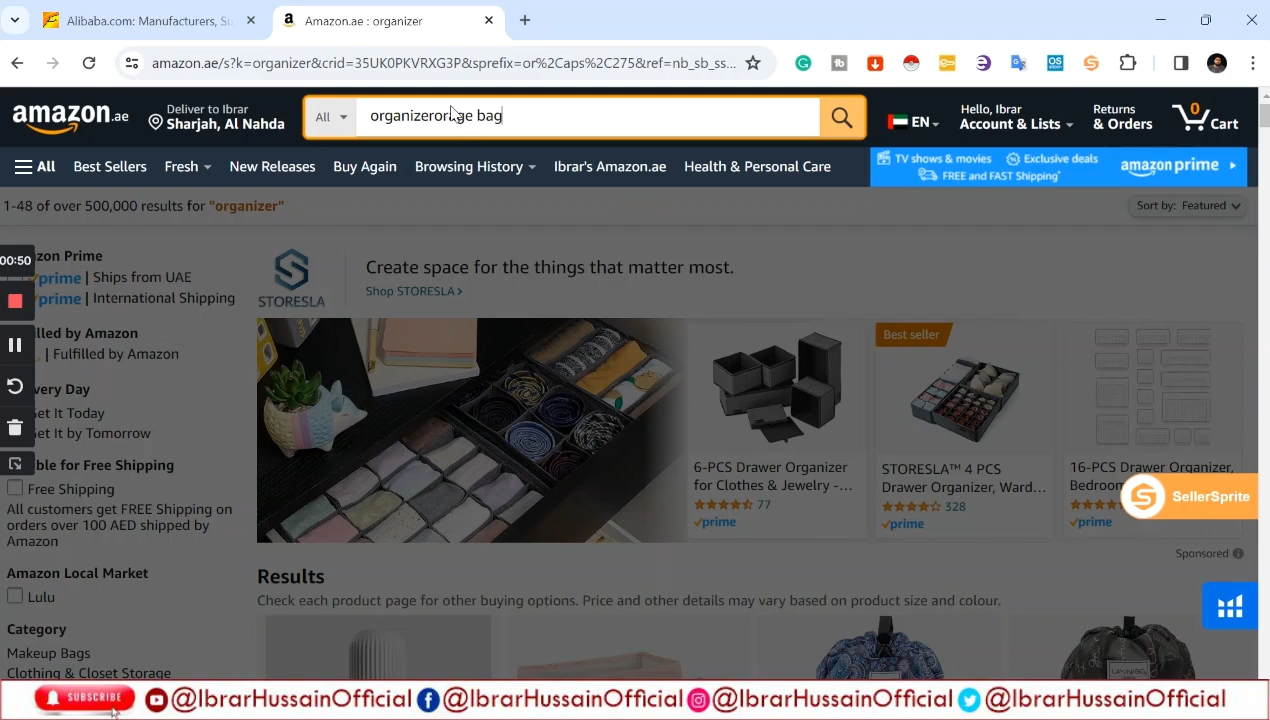 Alibaba.com: Manufacturers, Su
Amazon.ae : organizer
amazon.ae/s?k=organizer&crid=35UK0PKVRXG3P&sprefix=or%2Caps%2C275&ref=nb_sb_ss...
amazon.ae
Deliver to Ibrar
Sharjah, Al Nahda
All
bag
EN
Hello, Ibrar
Account & Lists
Returns
& Orders
0
Cart
All
Best Sellers
Fresh
New Releases
Buy Again
Browsing History
Ibrar's Amazon.ae
Health & Personal Care
TV shows & movies
Exclusive deals
FREE and FAST Shipping*
amazon prime
1-48 of over 500,000 results for "organizer"
Sort by: Featured
00:50
zon Prime
prime | Ships from UAE
prime | International Shipping
lled by Amazon
| Fulfilled by Amazon
very Day
Get It Today
Get It by Tomorrow
ble for Free Shipping
Free Shipping
All customers get FREE Shipping on
orders over 100 AED shipped by
Amazon
Amazon Local Market
Lulu
Category
Makeup Bags
Clothing & Closet Storage
STORESLA
Create space for the things that matter most.
Shop STORESLA ›
6-PCS Drawer Organizer
for Clothes & Jewelry -...
77
prime
Best seller
STORESLA™ 4 PCS
Drawer Organizer, Ward...
328
prime
16-PCS Drawer Organizer,
Bedroom
prime
SellerSprite
Sponsored
Results
Check each product page for other buying options. Price and other details may vary based on product size and colour.
SUBSCRIBE
@IbrarHussainOfficial
@IbrarHussainOfficial
@IbrarHussainOfficial
@IbrarHussainOfficial